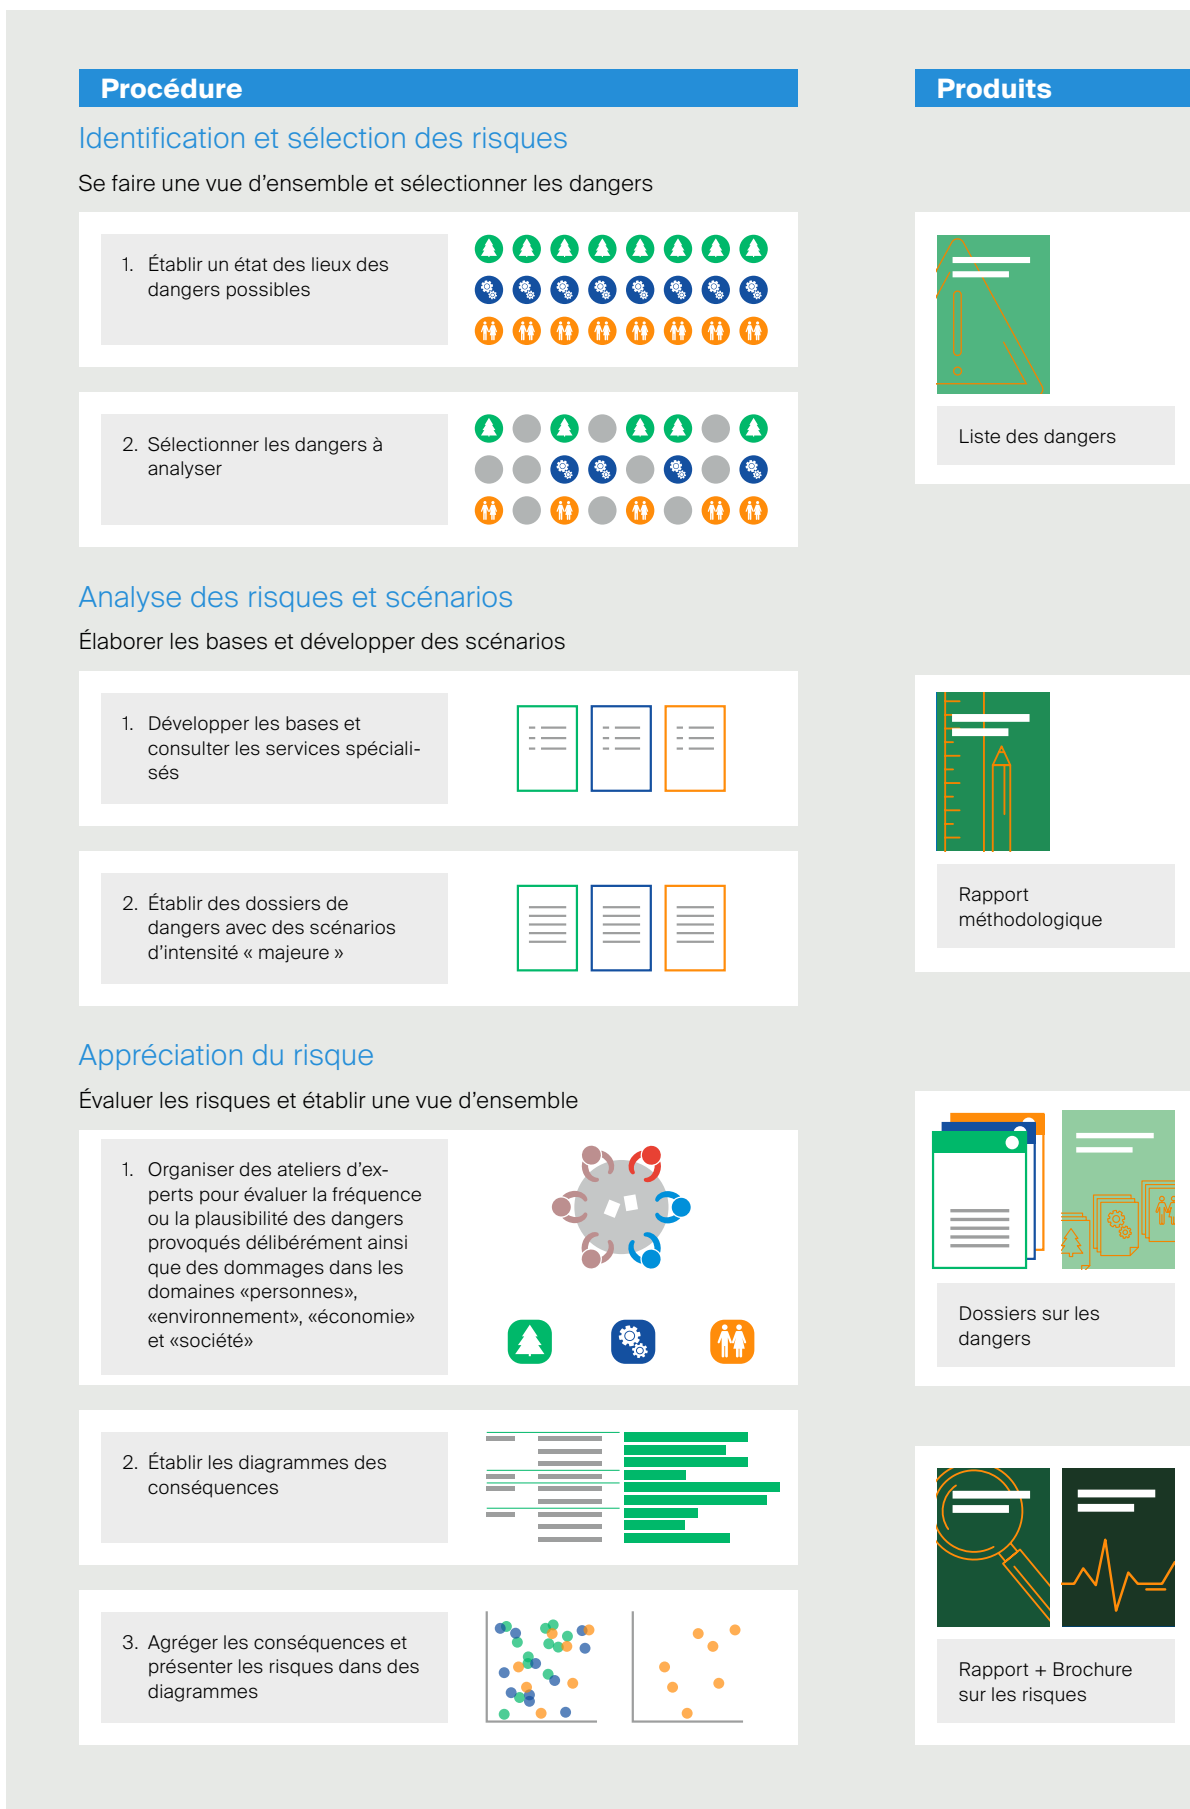 Procédure
Identification et sélection des risques
Se faire une vue d'ensemble et sélectionner les dangers
1. Établir un état des lieux des
dangers possibles
2. Sélectionner les dangers à
analyser
Analyse des risques et scénarios
Élaborer les bases et développer des scénarios
1. Développer les bases et
consulter les services spéciali-
sés
2. Établir des dossiers de
dangers avec des scénarios
d'intensité « majeure »
Appréciation du risque
Évaluer les risques et établir une vue d'ensemble
1. Organiser des ateliers d'ex-
perts pour évaluer la fréquence
ou la plausibilité des dangers
provoqués délibérément ainsi
que des dommages dans les
domaines «personnes»,
«environnement», «économie»
et «société»
2. Établir les diagrammes des
conséquences
3. Agréger les conséquences et
présenter les risques dans des
diagrammes
Produits
Liste des dangers
Rapport
méthodologique
Dossiers sur les
dangers
Rapport + Brochure
sur les risques